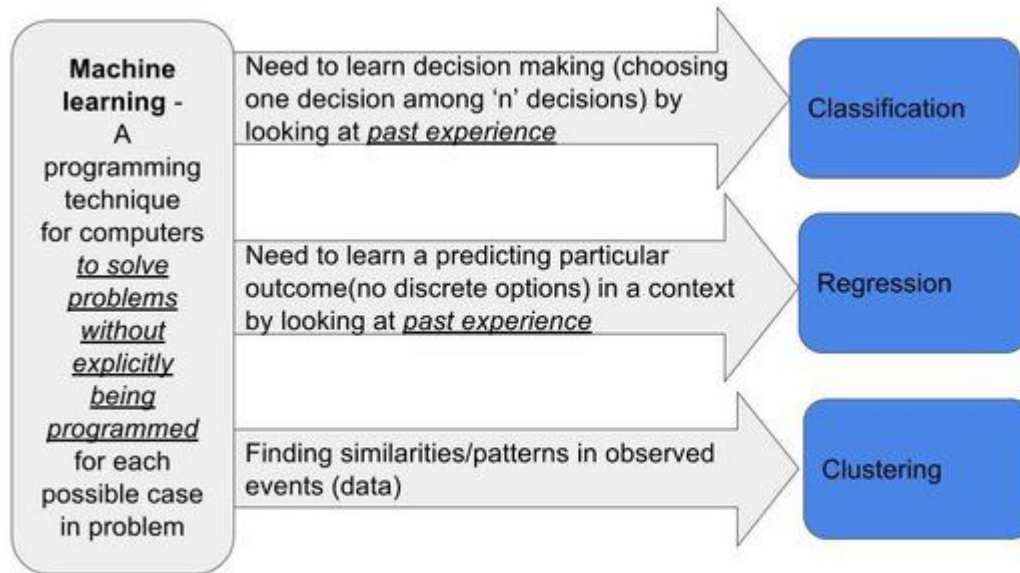 Machine
learning -
A
programming
technique
for computers
to solve
problems
without
explicitly
being
programmed
for each
possible case
in problem
Need to learn decision making (choosing
one decision among ‘n’ decisions) by
looking at past experience
Classification
Need to learn a predicting particular
outcome(no discrete options) in a context
by looking at past experience
Regression
Finding similarities/patterns in observed
events (data)
Clustering